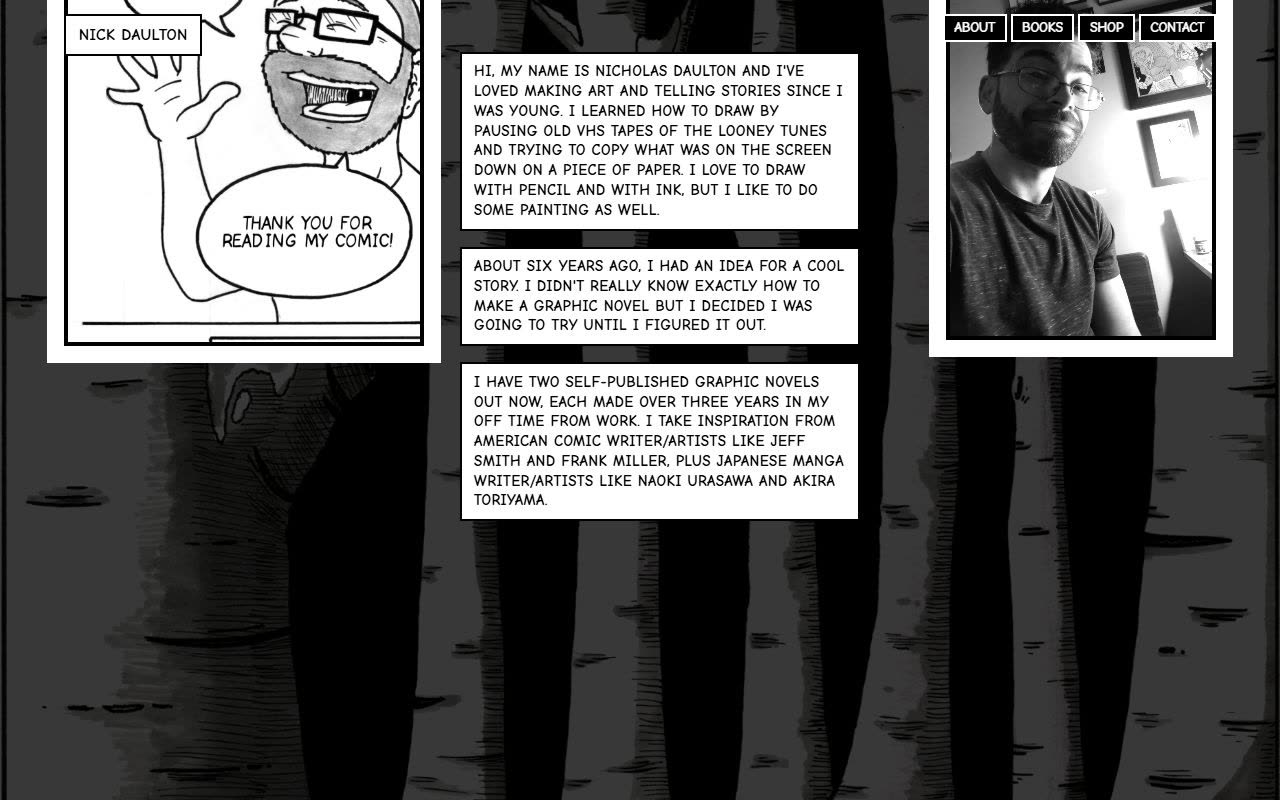 NICK DAULTON
ABOUT
BOOKS
SHOP
CONTACT
THANK YOU FOR
READING MY COMIC!
HI, MY NAME IS NICHOLAS DAULTON AND I'VE
LOVED MAKING ART AND TELLING STORIES SINCE I
WAS YOUNG. I LEARNED HOW TO DRAW BY
PAUSING OLD VHS TAPES OF THE LOONEY TUNES
AND TRYING TO COPY WHAT WAS ON THE SCREEN
DOWN ON A PIECE OF PAPER. I LOVE TO DRAW
WITH PENCIL AND WITH INK, BUT I LIKE TO DO
SOME PAINTING AS WELL.
ABOUT SIX YEARS AGO, I HAD AN IDEA FOR A COOL
STORY. I DIDN'T REALLY KNOW EXACTLY HOW TO
MAKE A GRAPHIC NOVEL BUT I DECIDED I WAS
GOING TO TRY UNTIL I FIGURED IT OUT.
I HAVE TWO SELF-PUBLISHED GRAPHIC NOVELS
OUT NOW, EACH MADE OVER THREE YEARS IN MY
OFF TIME FROM WORK. I TAKE INSPIRATION FROM
AMERICAN COMIC WRITER/ARTISTS LIKE JEFF
SMITH AND FRANK MILLER, PLUS JAPANESE MANGA
WRITER/ARTISTS LIKE NAOKI URASAWA AND AKIRA
TORIYAMA.